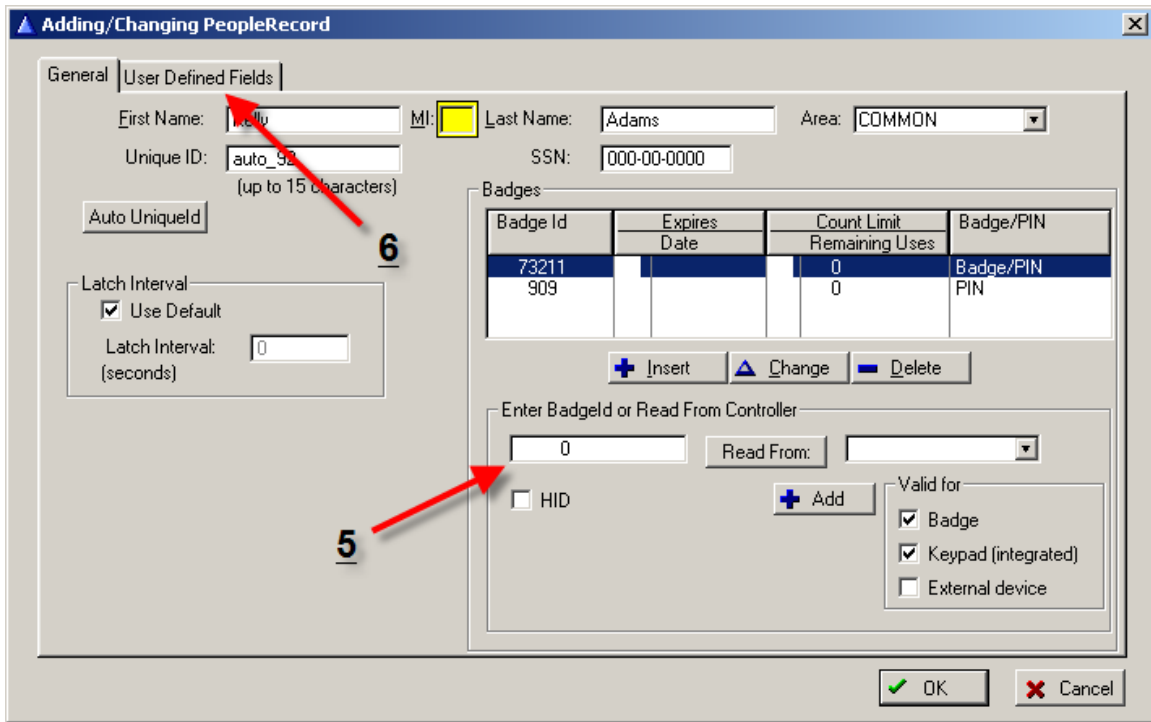 Adding/Changing PeopleRecord
General User Defined Fields
First Name: Kelly MI: Last Name: Adams Area: COMMON
Unique ID: auto_92 SSN: 000-00-0000
(up to 15 characters)
Auto UniqueId
6
Latch Interval
Use Default
Latch Interval: 0
(seconds)
Badges
Badge Id Expires Count Limit Badge/PIN
Date Remaining Uses
73211 0 Badge/PIN
909 0 PIN
Insert Change Delete
Enter BadgeId or Read From Controller
0 Read From:
HID Add
Valid for
Badge
Keypad (integrated)
External device
5
OK Cancel